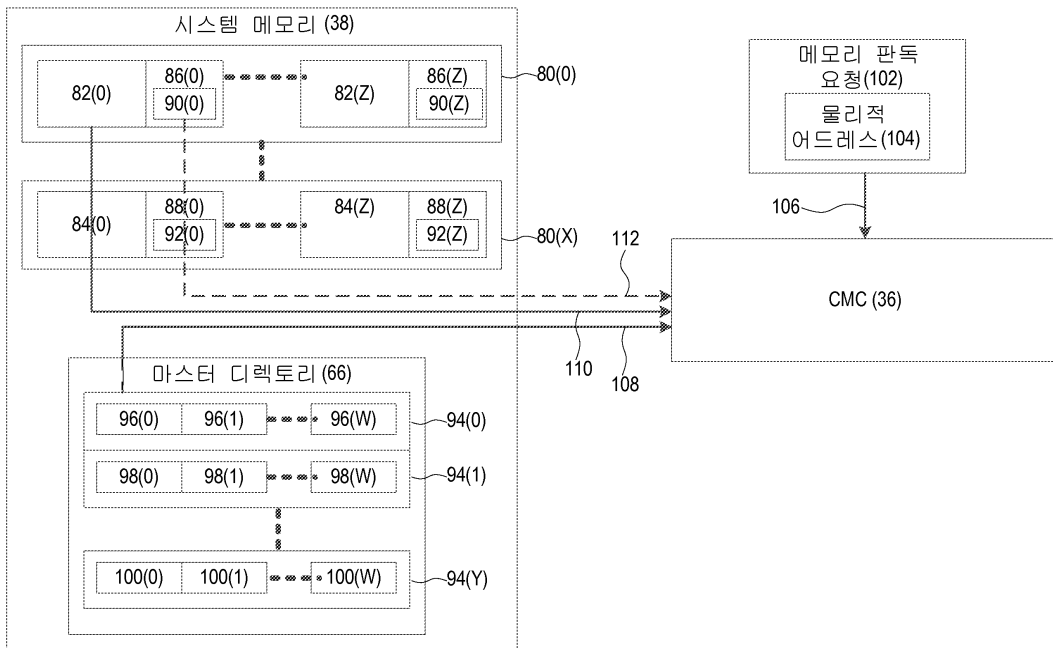 시스템 메모리 (38)
82(0)
86(0)
90(0)
82(Z)
86(Z)
90(Z)
80(0)
84(0)
88(0)
92(0)
84(Z)
88(Z)
92(Z)
80(X)
메모리 판독
요청(102)
물리적
어드레스(104)
106
CMC (36)
112
110
108
마스터 디렉토리 (66)
96(0)
96(1)
96(W)
94(0)
98(0)
98(1)
98(W)
94(1)
100(0)
100(1)
100(W)
94(Y)